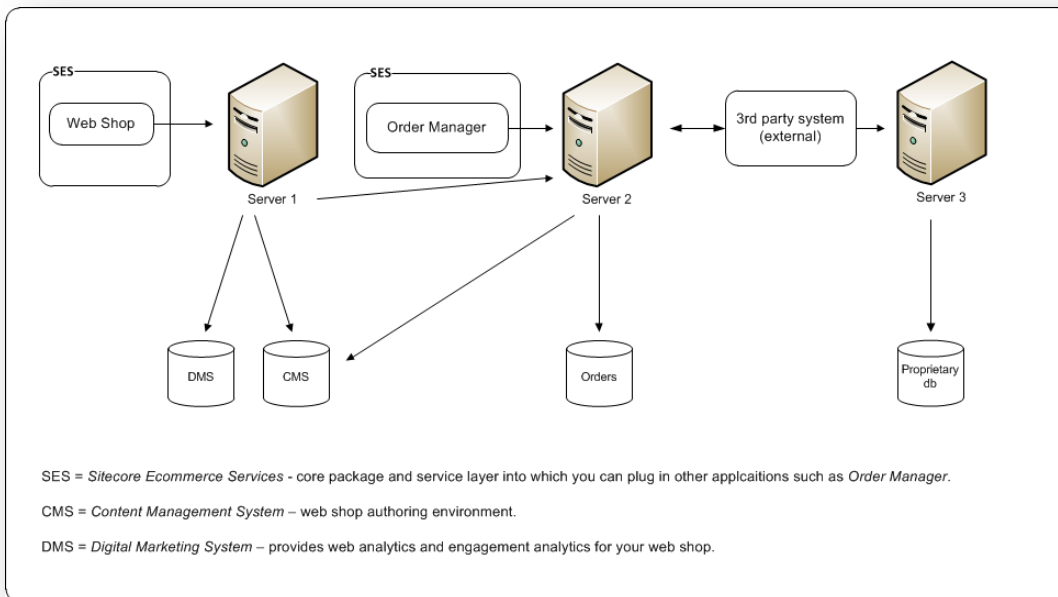 SES
Web Shop
SES
Order Manager
3rd party system
(external)
Server 1
Server 2
Server 3
DMS
CMS
Orders
Proprietary
db
SES = Sitecore Ecommerce Services - core package and service layer into which you can plug in other applcaitions such as Order Manager.
CMS = Content Management System – web shop authoring environment.
DMS = Digital Marketing System – provides web analytics and engagement analytics for your web shop.